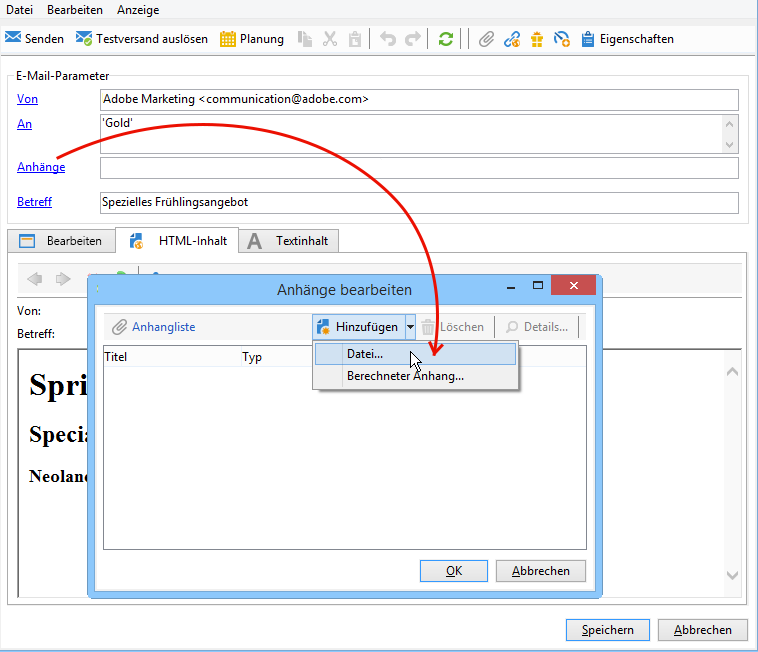 Datei Bearbeiten Anzeige
Senden Testversand auslösen Planung Eigenschaften
E-Mail-Parameter
Von Adobe Marketing <communication@adobe.com>
An 'Gold'
Anhänge
Betreff Spezielles Frühlingsangebot
Bearbeiten HTML-Inhalt A Textinhalt
Anhänge bearbeiten
Von:
Anhangliste Hinzufügen Löschen Details...
Betreff:
Titel Typ
Datei...
Berechneter Anhang...
Spri
Specia
Neoland
OK Abbrechen
Speichern Abbrechen